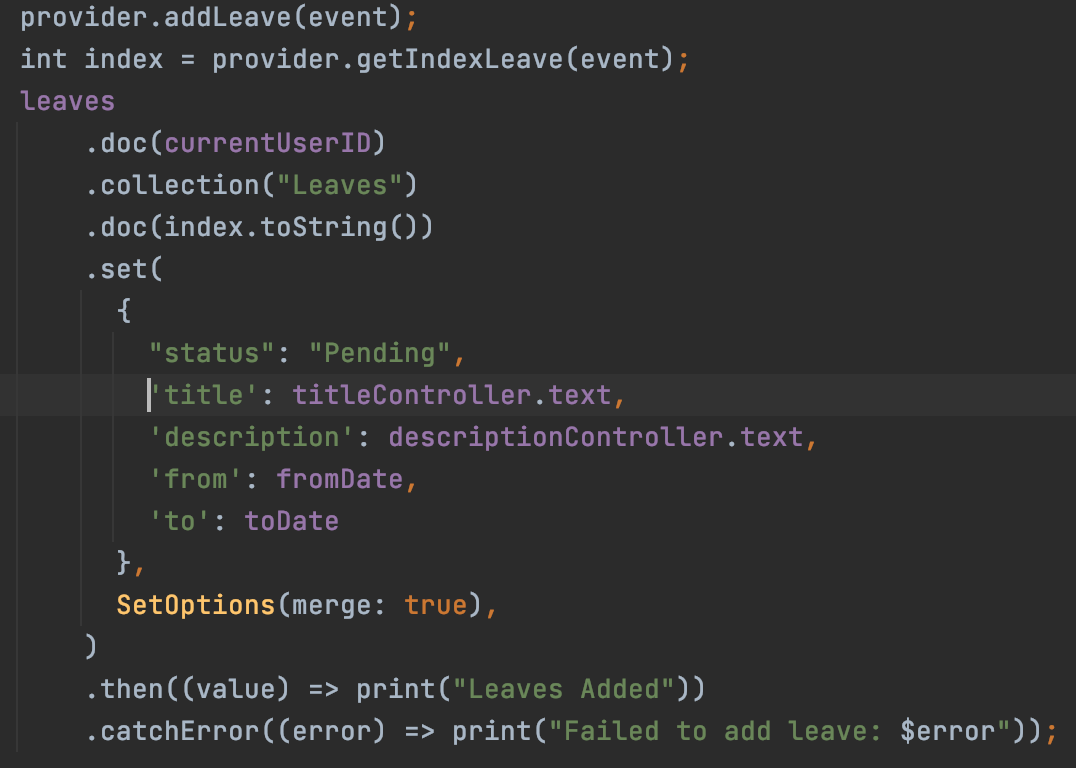 provider.addLeave(event);
int index = provider.getIndexLeave(event);
leaves
.doc(currentUserID)
.collection("Leaves")
.doc(index.toString())
.set(
{
"status": "Pending",
'title': titleController.text,
'description': descriptionController.text,
'from': fromDate,
'to': toDate
},
SetOptions(merge: true),
)
.then((value) => print("Leaves Added"))
.catchError((error) => print("Failed to add leave: $error"));